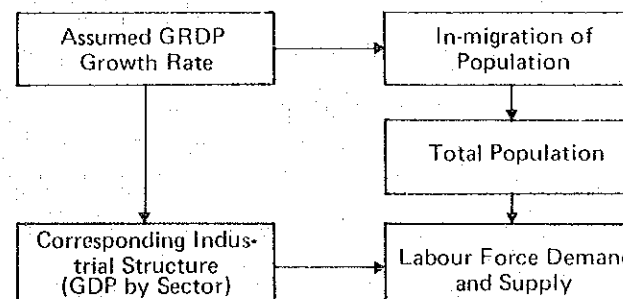 Assumed GRDP
Growth Rate
In-migration of
Population
Total Population
Corresponding Indus-
trial Structure
(GDP by Sector)
Labour Force Demand
and Supply